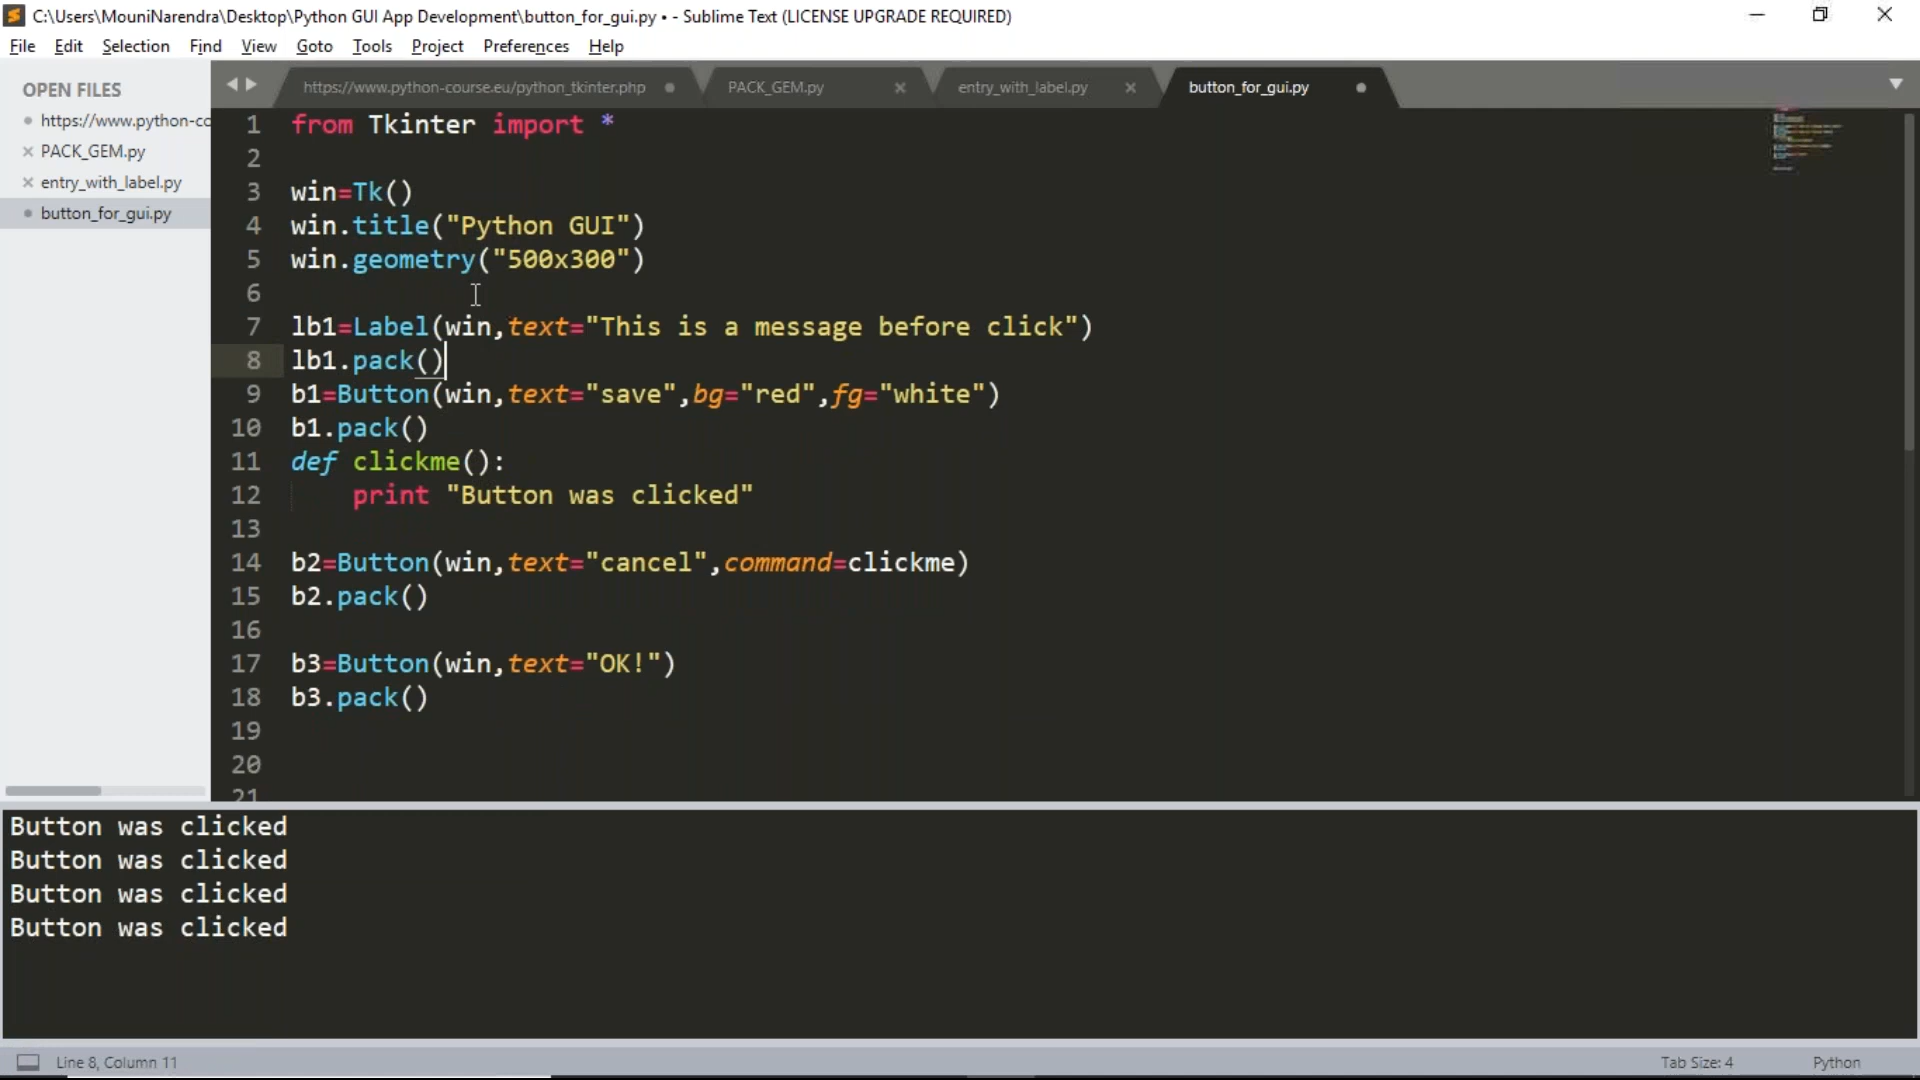 C:\Users\MouniNarendra\Desktop\Python GUI App Development\button_for_gui.py • - Sublime Text (LICENSE UPGRADE REQUIRED)
File Edit Selection Find View Goto Tools Project Preferences Help
OPEN FILES
https://www.python-co
PACK_GEM.py
entry_with_label.py
button_for_gui.py
https://www.python-course.eu/python_tkinter.php PACK_GEM.py entry_with_label.py button_for_gui.py
1 from Tkinter import *
2
3 win=Tk()
4 win.title("Python GUI")
5 win.geometry("500x300")
6
7 lb1=Label(win,text="This is a message before click")
8 lb1.pack()
9 b1=Button(win,text="save",bg="red",fg="white")
10 b1.pack()
11 def clickme():
12 print "Button was clicked"
13
14 b2=Button(win,text="cancel",command=clickme)
15 b2.pack()
16
17 b3=Button(win,text="OK!")
18 b3.pack()
19
20
21
Button was clicked
Button was clicked
Button was clicked
Button was clicked
Line 8, Column 11 Tab Size: 4 Python